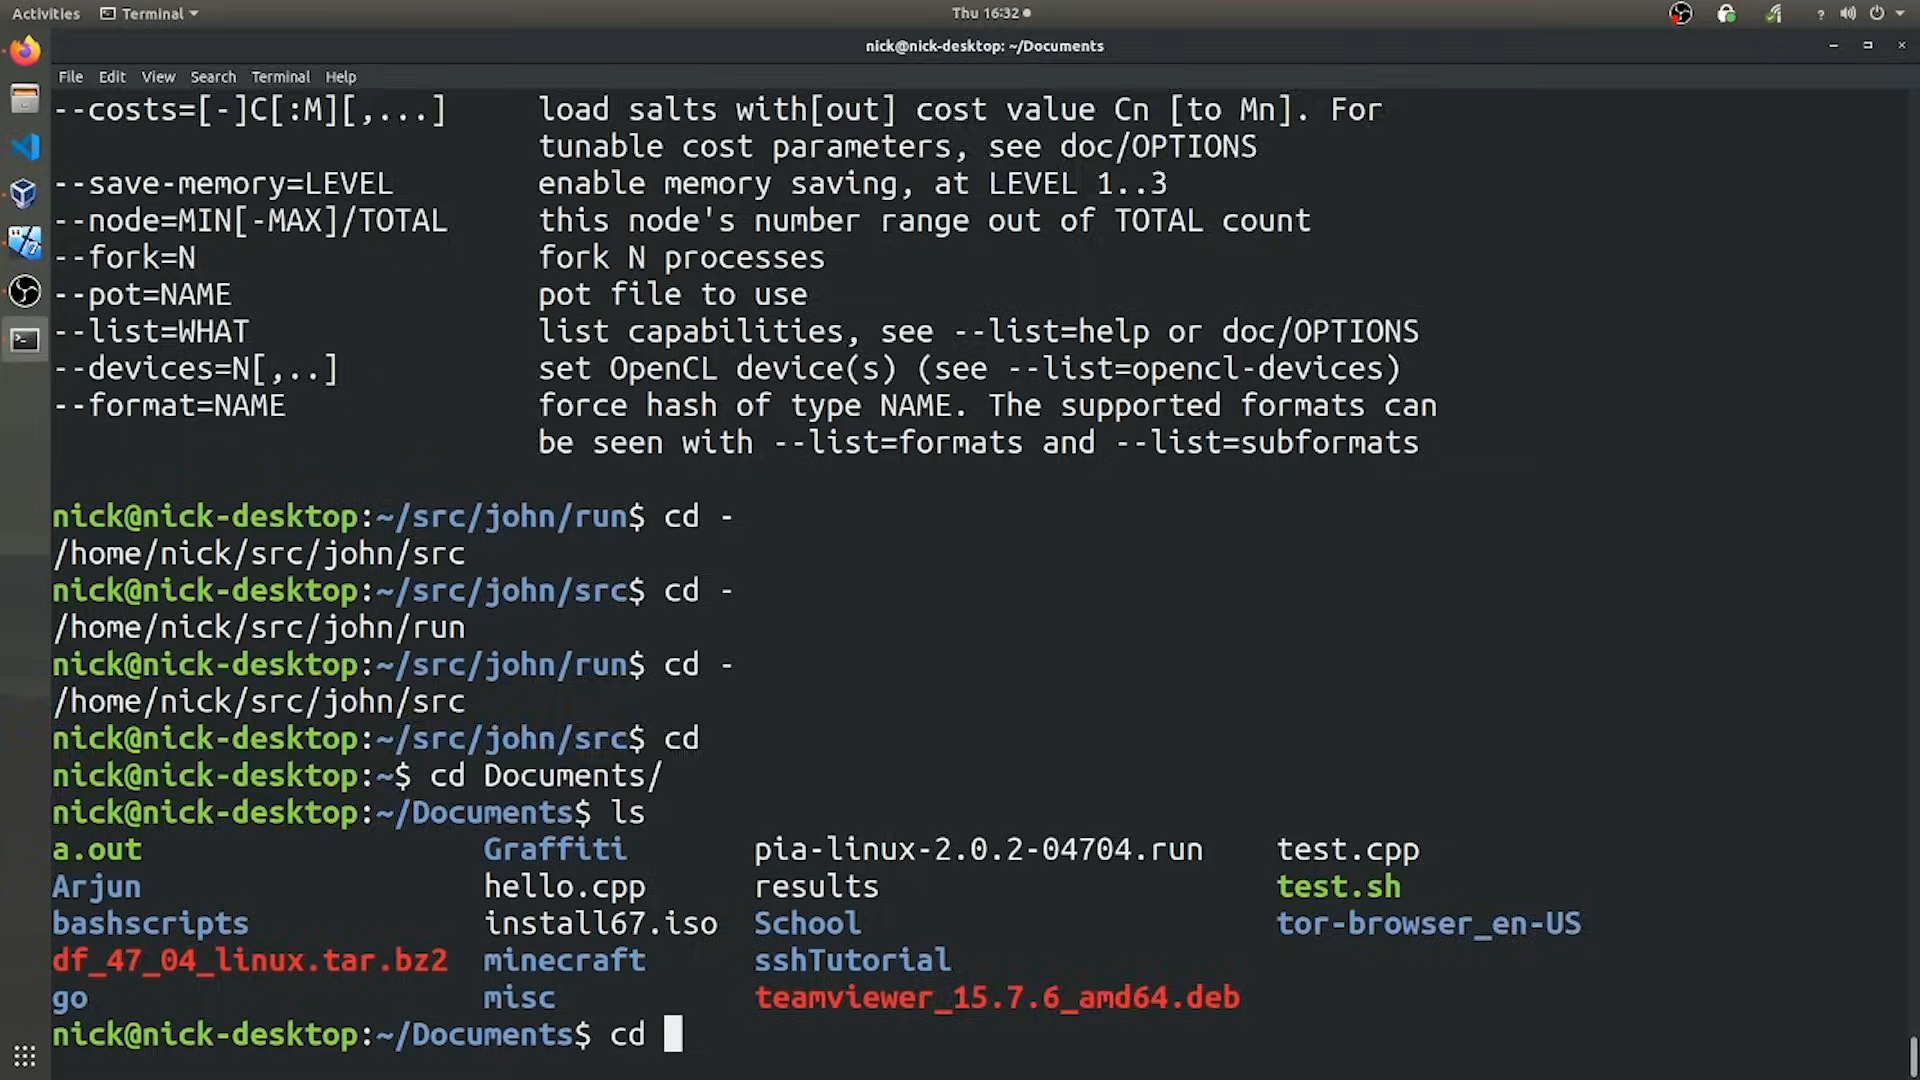 Activities Terminal Thu 16:32 ?
nick@nick-desktop: ~/Documents
File Edit View Search Terminal Help
--costs=[-]C[:M][,...] load salts with[out] cost value Cn [to Mn]. For
tunable cost parameters, see doc/OPTIONS
--save-memory=LEVEL enable memory saving, at LEVEL 1..3
--node=MIN[-MAX]/TOTAL this node's number range out of TOTAL count
--fork=N fork N processes
--pot=NAME pot file to use
--list=WHAT list capabilities, see --list=help or doc/OPTIONS
--devices=N[,..] set OpenCL device(s) (see --list=opencl-devices)
--format=NAME force hash of type NAME. The supported formats can
be seen with --list=formats and --list=subformats
nick@nick-desktop:~/src/john/run$ cd -
/home/nick/src/john/src
nick@nick-desktop:~/src/john/src$ cd -
/home/nick/src/john/run
nick@nick-desktop:~/src/john/run$ cd -
/home/nick/src/john/src
nick@nick-desktop:~/src/john/src$ cd
nick@nick-desktop:~$ cd Documents/
nick@nick-desktop:~/Documents$ ls
a.out Graffiti pia-linux-2.0.2-04704.run test.cpp
Arjun hello.cpp results test.sh
bashscripts install67.iso School tor-browser_en-US
df_47_04_linux.tar.bz2 minecraft sshTutorial
go misc teamviewer_15.7.6_amd64.deb
nick@nick-desktop:~/Documents$ cd